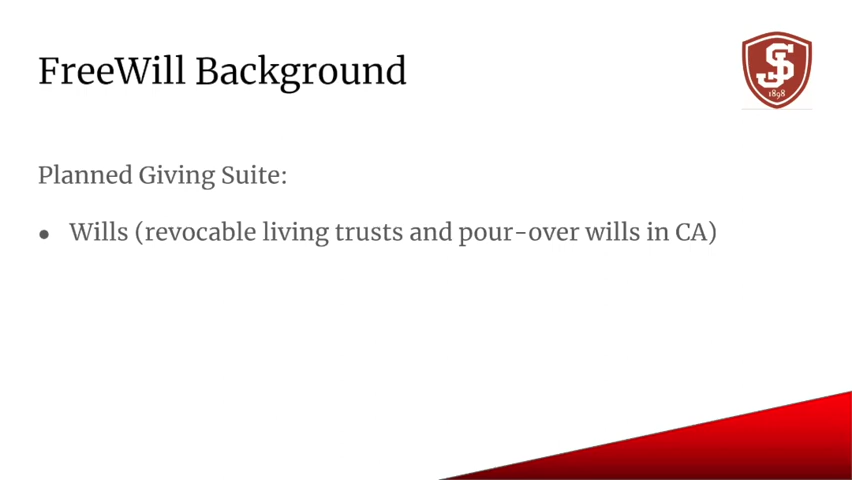 FreeWill Background
SJ
1898
Planned Giving Suite:
● Wills (revocable living trusts and pour-over wills in CA)